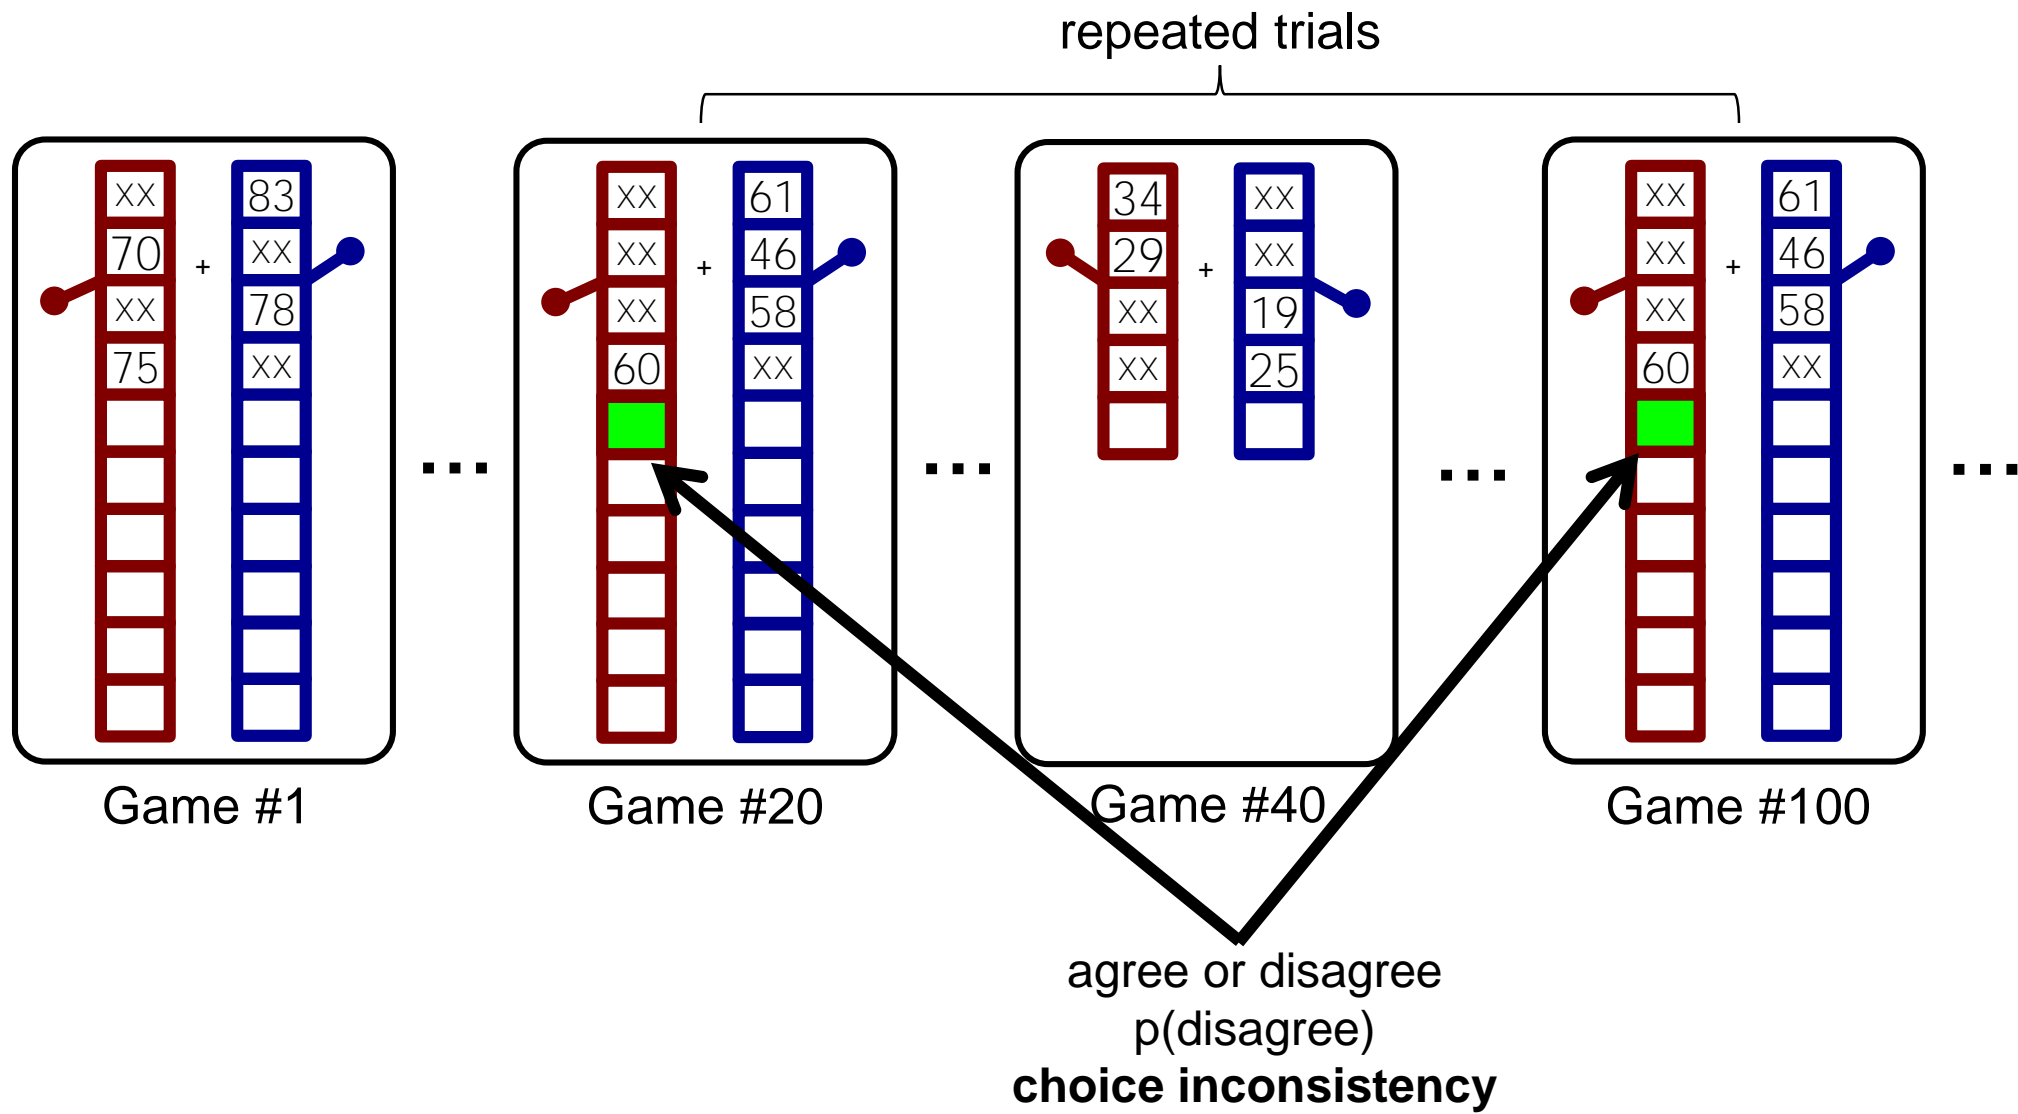 repeated trials
XX 83 XX 61 34 XX XX 61
70 + XX XX + 46 29 + XX XX + 46
XX 78 XX 58 XX 19 XX 58
75 XX 60 XX XX 25 60 XX
... ... ... ...
Game #1 Game #20 Game #40 Game #100
agree or disagree
p(disagree)
choice inconsistency